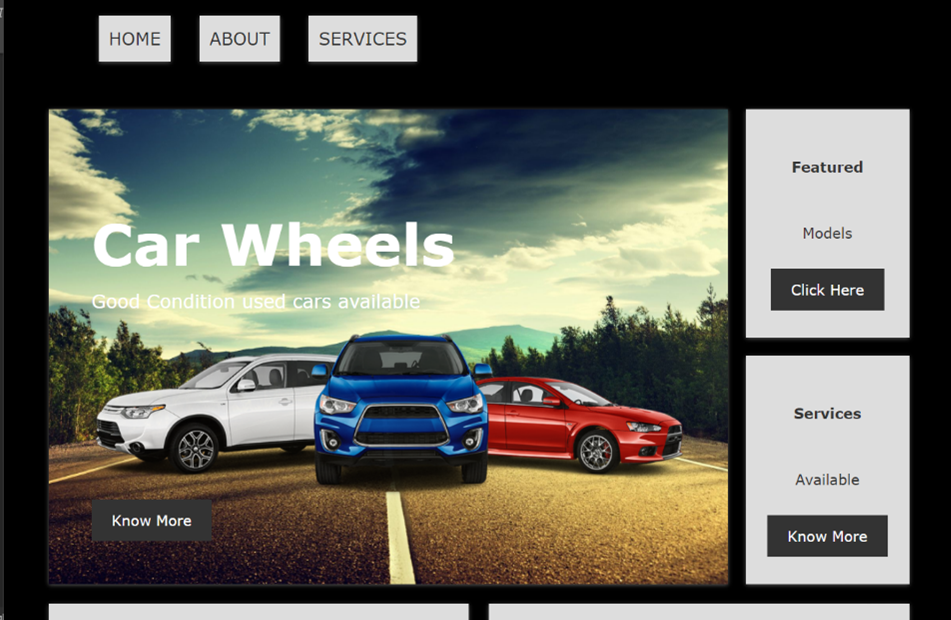 HOME
ABOUT
SERVICES
Car Wheels
Good Condition used cars available
Know More
Featured
Models
Click Here
Services
Available
Know More